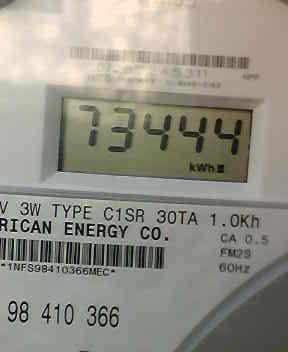 73444
kWh
V 3W TYPE C1SR 30TA 1.0Kh
RICAN ENERGY CO.
CA 0.5
FM2S
60Hz
*1NFS98410366MEC*
98 410 366